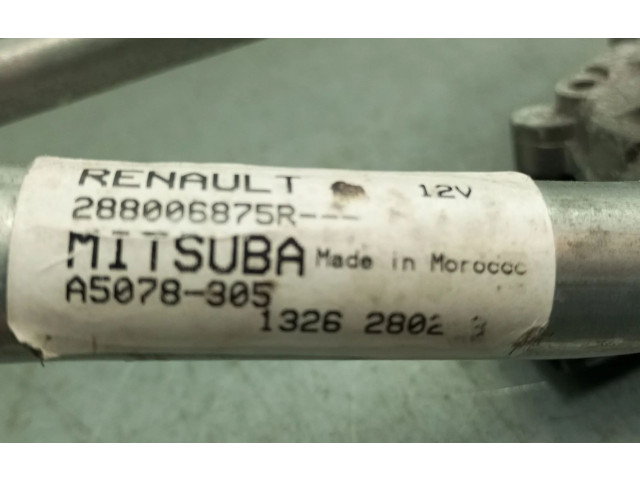 RENAULT 12V
288006875R---
MITSUBA Made in Morocco
A5078-305
1326 2802